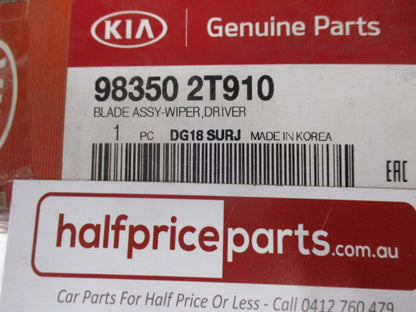 KIA Genuine Parts
98350 2T910
BLADE ASSY-WIPER,DRIVER
1 PC DG18 SURJ MADE IN KOREA
EAC
halfpriceparts.com.au
Car Parts For Half Price Or Less - Call 0412 760 479